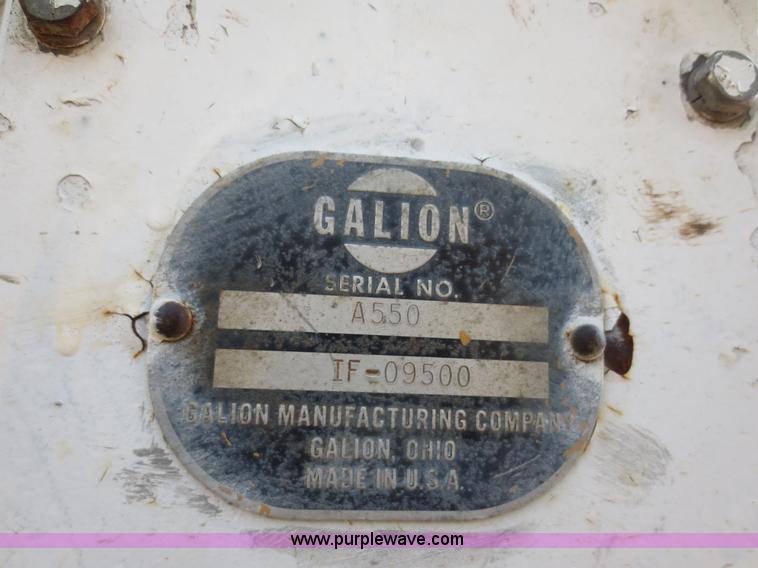 GALION®
SERIAL NO.
A550
IF-09500
GALION MANUFACTURING COMPANY
GALION, OHIO
MADE IN U.S.A.
www.purplewave.com